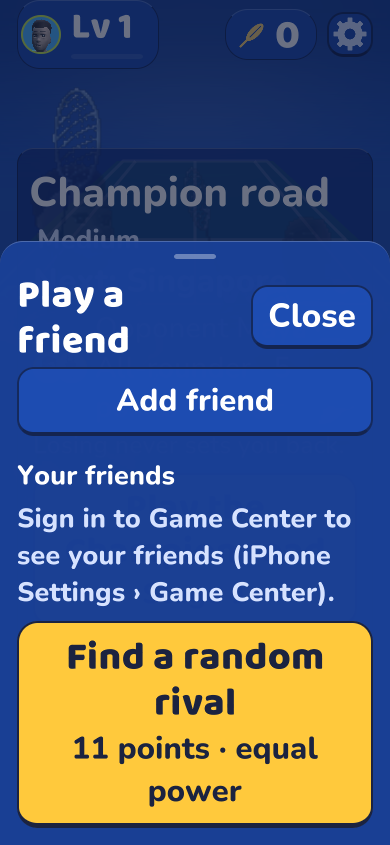 Lv 1
0
Champion road
Medium
Play a
friend
Close
Add friend
Your friends
Sign in to Game Center to
see your friends (iPhone
Settings › Game Center).
Find a random
rival
11 points · equal
power